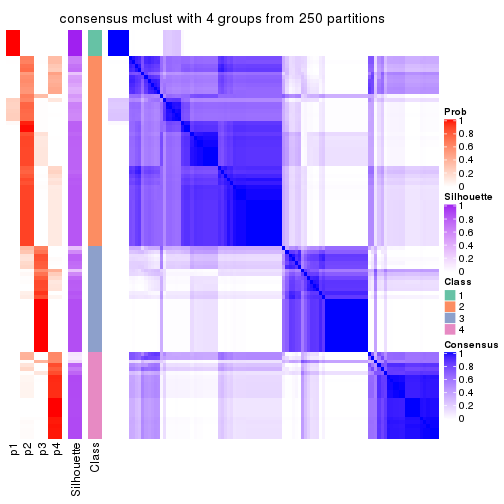 consensus mclust with 4 groups from 250 partitions
Prob
1
0.8
0.6
0.4
0.2
0
Silhouette
1
0.8
0.6
0.4
0.2
0
Class
1
2
3
4
Consensus
1
0.8
0.6
0.4
0.2
0
p1
p2
p3
p4
Silhouette
Class